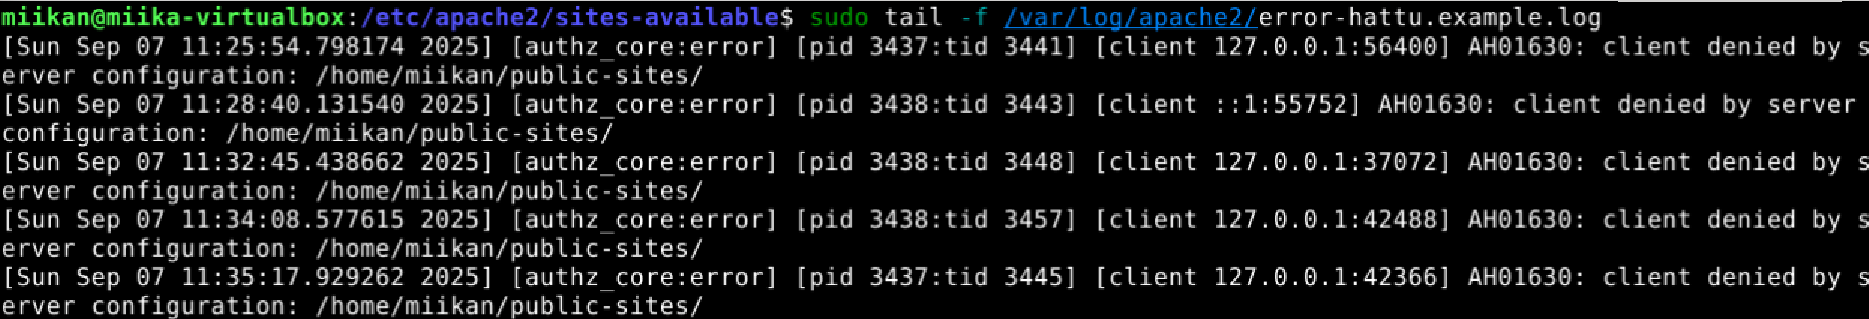 miikan@miika-virtualbox:/etc/apache2/sites-available$ sudo tail -f /var/log/apache2/error-hattu.example.log
[Sun Sep 07 11:25:54.798174 2025] [authz_core:error] [pid 3437:tid 3441] [client 127.0.0.1:56400] AH01630: client denied by s
erver configuration: /home/miikan/public-sites/
[Sun Sep 07 11:28:40.131540 2025] [authz_core:error] [pid 3438:tid 3443] [client ::1:55752] AH01630: client denied by server
configuration: /home/miikan/public-sites/
[Sun Sep 07 11:32:45.438662 2025] [authz_core:error] [pid 3438:tid 3448] [client 127.0.0.1:37072] AH01630: client denied by s
erver configuration: /home/miikan/public-sites/
[Sun Sep 07 11:34:08.577615 2025] [authz_core:error] [pid 3438:tid 3457] [client 127.0.0.1:42488] AH01630: client denied by s
erver configuration: /home/miikan/public-sites/
[Sun Sep 07 11:35:17.929262 2025] [authz_core:error] [pid 3437:tid 3445] [client 127.0.0.1:42366] AH01630: client denied by s
erver configuration: /home/miikan/public-sites/